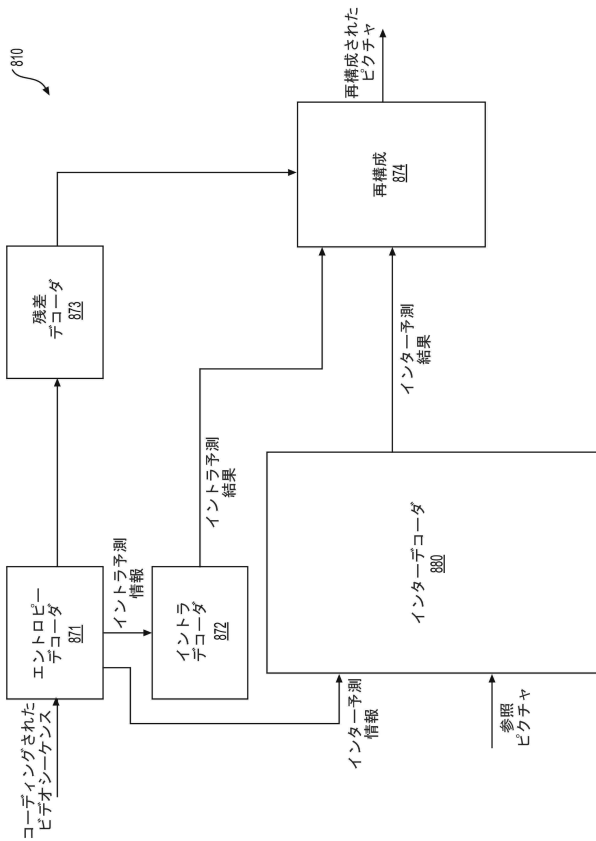 810
コーディングされた
ビデオシーケンス
エントロピー
デコーダ
871
残差
デコーダ
873
イントラ予測
情報
イントラ
デコーダ
872
イントラ予測
結果
再構成
874
再構成された
ピクチャ
インター予測
情報
参照
ピクチャ
インターデコーダ
880
インター予測
結果